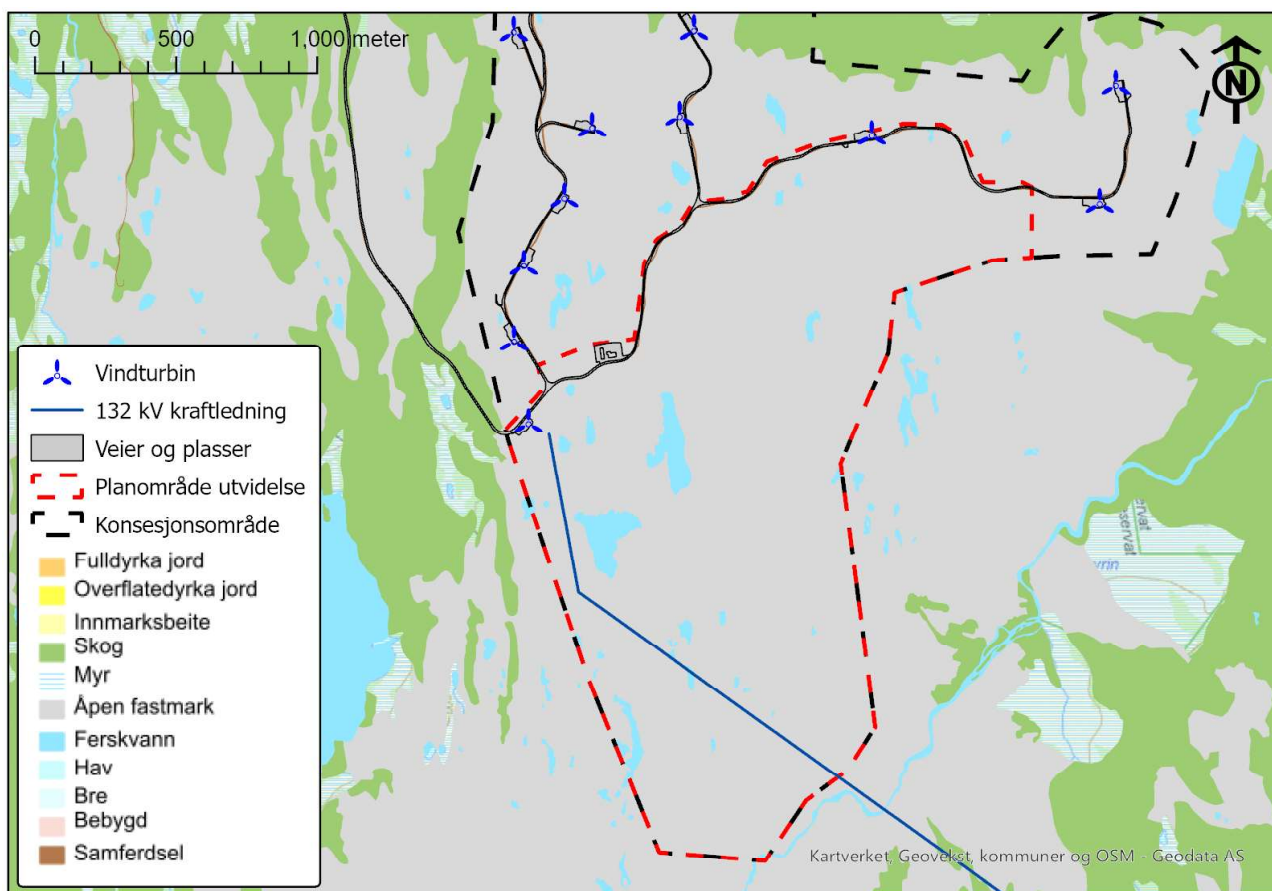 0 500 1,000 meter
N
Vindturbin
132 kV kraftledning
Veier og plasser
Planområde utvidelse
Konsesjonsområde
Fulldyrka jord
Overflatedyrka jord
Innmarksbeite
Skog
Myr
Åpen fastmark
Ferskvann
Hav
Bre
Bebygd
Samferdsel
Kartverket, Geovekst, kommuner og OSM - Geodata AS